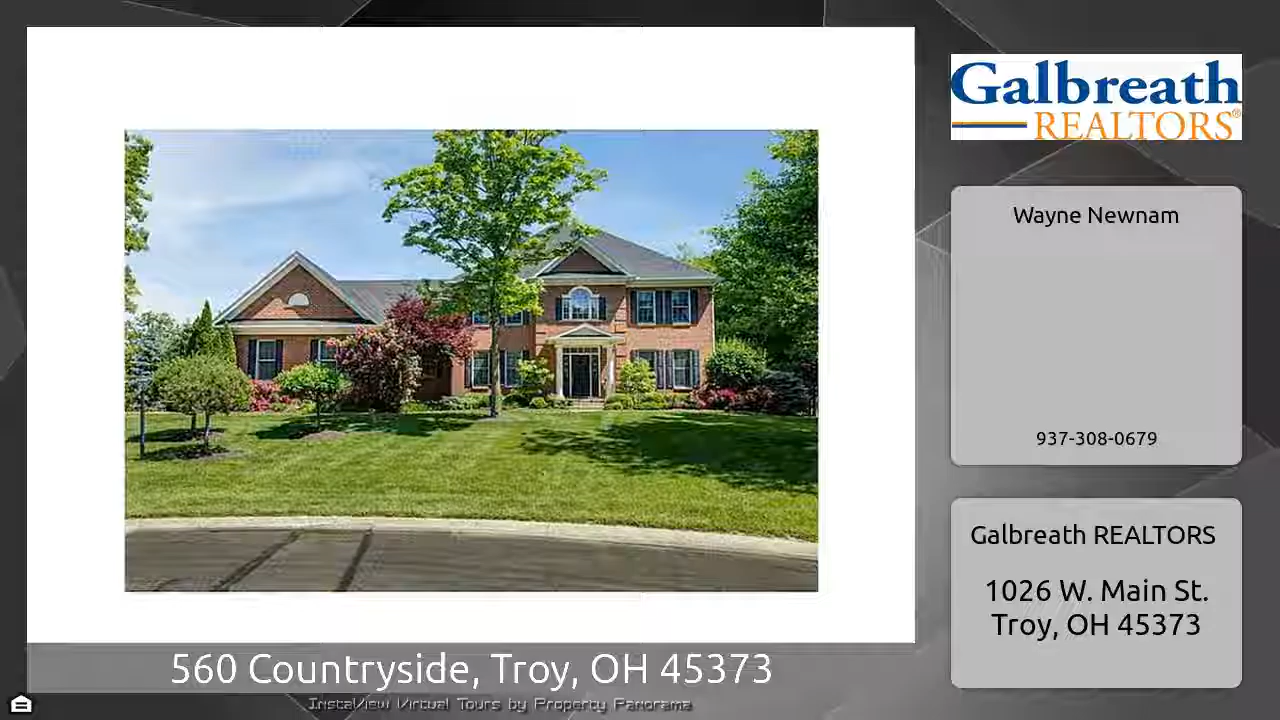 Galbreath
REALTORS®
Wayne Newnam
937-308-0679
Galbreath REALTORS
1026 W. Main St.
Troy, OH 45373
560 Countryside, Troy, OH 45373
InstaView Virtual Tours by Property Panorama